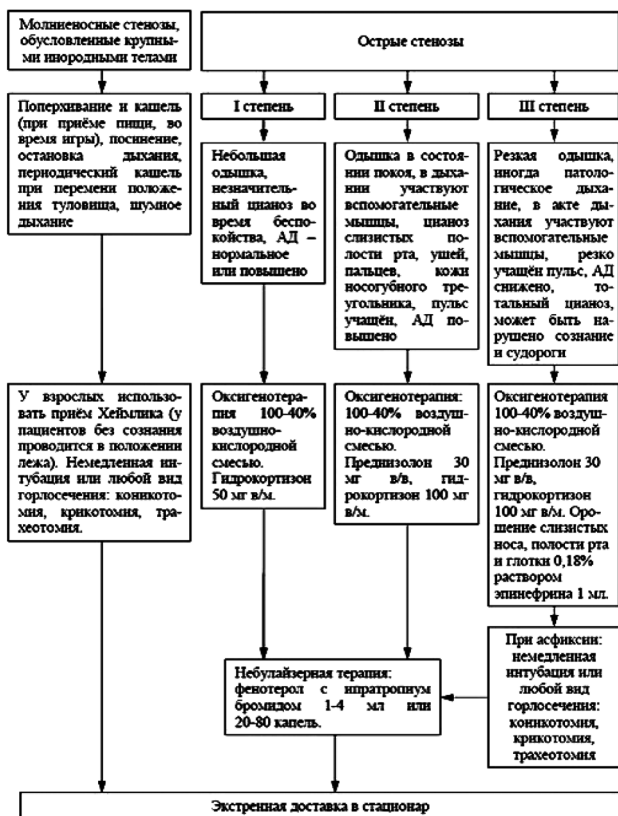 Молниеносные стенозы,
обусловленные крупны-
ми инородными телами
Острые стенозы
Поперхивание и кашель
(при приёме пищи, во
время игры), посинение,
остановка дыхания,
периодический кашель
при перемени положе-
ния туловища, шумное
дыхание
I степень
II степень
III степень
Небольшая
одышка,
незначитель-
ный цианоз во
время беспо-
койства, АД –
нормальное
или повышено
Одышка в состоя-
нии покоя, в ды-
хании участвуют
вспомогательные
мышцы, цианоз
слизистых по-
лости рта, ушей,
пальцев, кожи
носогубного тре-
угольника, пульс
учащён, АД по-
вышено
Резкая одышка,
иногда патоло-
гическое дыха-
ние, в акте ды-
хания участвуют
вспомогательные
мышцы, резко
учащён пульс, АД
снижено, то-
тальный цианоз,
может быть на-
рушено сознание
и судороги
У взрослых использо-
вать приём Хеймлика (у
пациентов без сознания
проводится в положении
лежа). Немедленная ин-
тубация или любой вид
горлосечения: коникото-
мия, крикотомия, тра-
хеотомия.
Оксигенотера-
пия 100-40%
воздушно-
кислородной
смесью.
Гидрокортизон
50 мг в/м.
Оксигенотерапия:
100-40% воздуш-
но-кислородной
смесью.
Преднизолон 30
мг в/в, гид-
рокортизон 100 мг
в/м.
Оксигенотерапия
100-40% воздуш-
но-кислородной
смесью.
Преднизолон 30
мг в/в,
гидрокортизон
100 мг в/м. Оро-
шение слизистых
носа, полости рта
и глотки 0,18%
раствором
эпинефрина 1 мл.
Небулайзерная терапия:
фенотерол с ипратропиум
бромидом 1-4 мл или
20-80 капель.
При асфиксии:
немедленная
интубация или
любой вид
горлосечения:
коникотомия,
крикотомия,
трахеотомия
Экстренная доставка в стационар